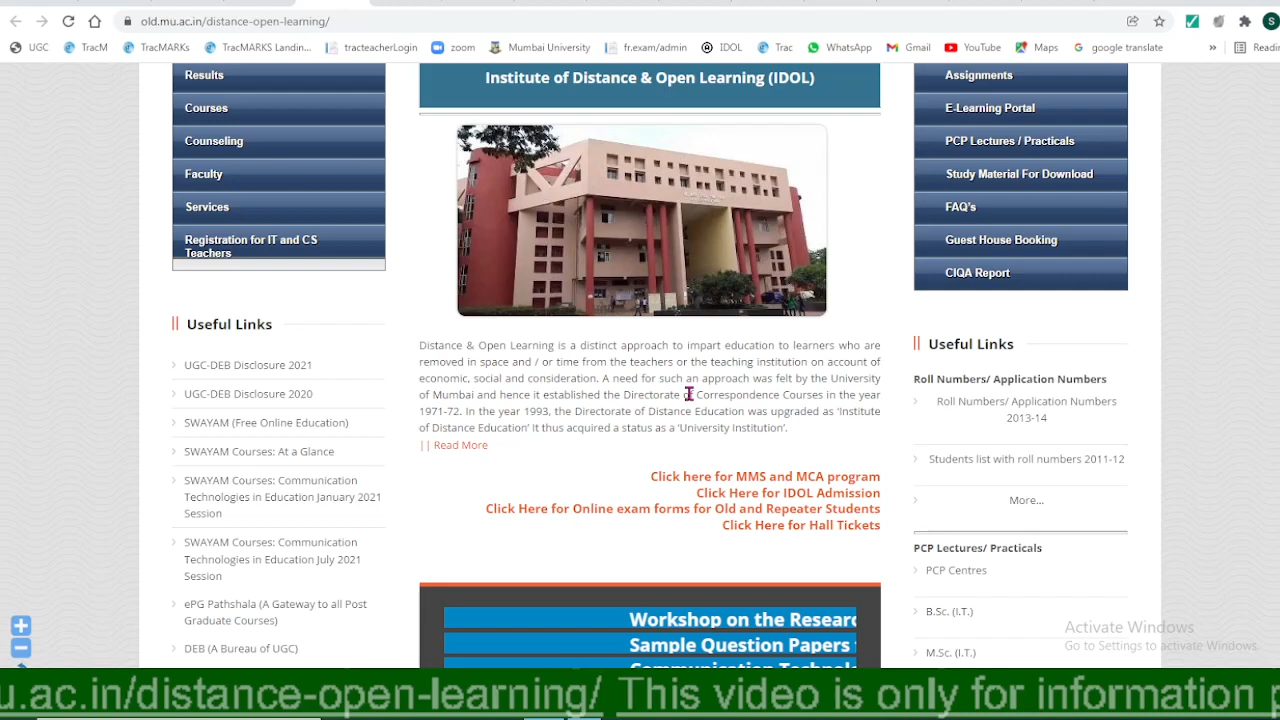 old.mu.ac.in/distance-open-learning/
UGC
TracM
TracMARKs
TracMARKS Landin...
tracteacherLogin
zoom
Mumbai University
fr.exam/admin
IDOL
Trac
WhatsApp
Gmail
YouTube
Maps
google translate
»
Results
Courses
Counseling
Faculty
Services
Registration for IT and CS
Teachers
Useful Links
UGC-DEB Disclosure 2021
UGC-DEB Disclosure 2020
SWAYAM (Free Online Education)
SWAYAM Courses: At a Glance
SWAYAM Courses: Communication
Technologies in Education January 2021
Session
SWAYAM Courses: Communication
Technologies in Education July 2021
Session
ePG Pathshala (A Gateway to all Post
Graduate Courses)
DEB (A Bureau of UGC)
Institute of Distance & Open Learning (IDOL)
Distance & Open Learning is a distinct approach to impart education to learners who are
removed in space and / or time from the teachers or the teaching institution on account of
economic, social and consideration. A need for such an approach was felt by the University
of Mumbai and hence it established the Directorate of Correspondence Courses in the year
1971-72. In the year 1993, the Directorate of Distance Education was upgraded as ‘Institute
of Distance Education’ It thus acquired a status as a ‘University Institution’.
|| Read More
Click here for MMS and MCA program
Click Here for IDOL Admission
Click Here for Online exam forms for Old and Repeater Students
Click Here for Hall Tickets
Workshop on the Researc
Sample Question Papers
Assignments
E-Learning Portal
PCP Lectures / Practicals
Study Material For Download
FAQ's
Guest House Booking
CIQA Report
Useful Links
Roll Numbers/ Application Numbers
Roll Numbers/ Application Numbers
2013-14
Students list with roll numbers 2011-12
More...
PCP Lectures/ Practicals
PCP Centres
B.Sc. (I.T.)
M.Sc. (I.T.)
Activate Windows
Go to Settings to activate Windows.
u.ac.in/distance-open-learning/ This video is only for information p